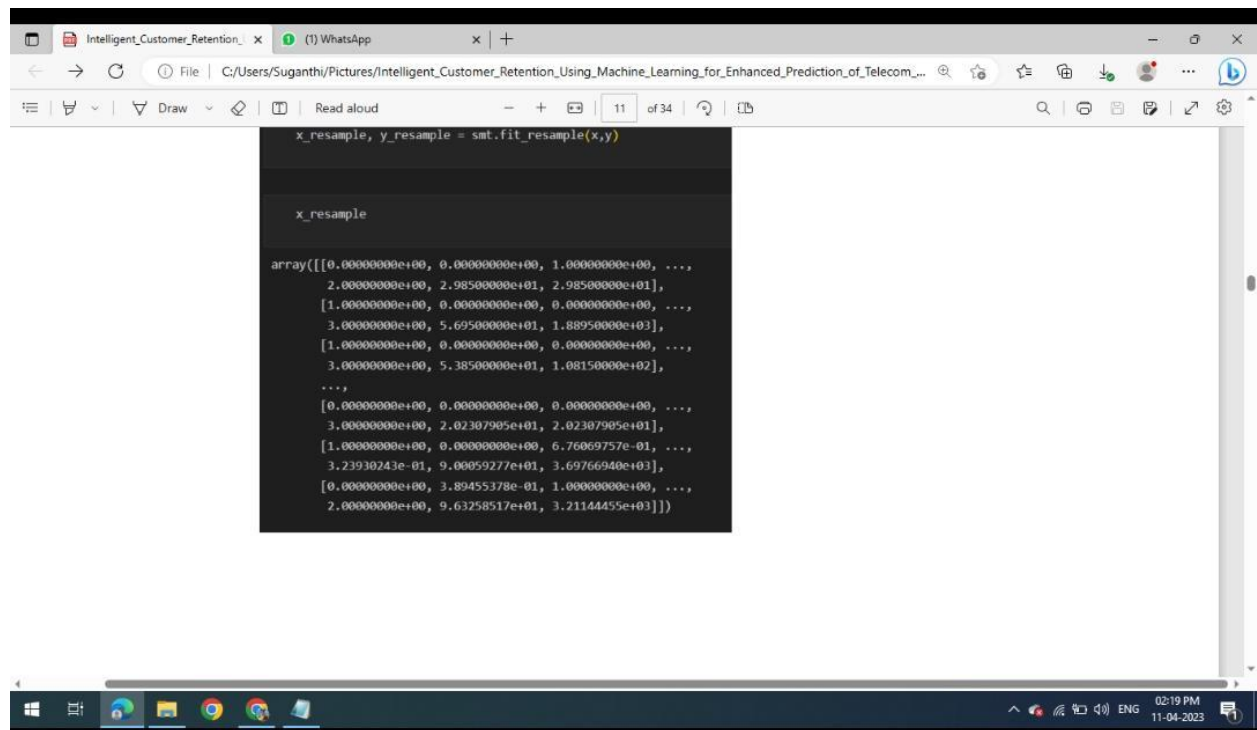 Intelligent_Customer_Retention_
(1) WhatsApp
File
C:/Users/Suganthi/Pictures/Intelligent_Customer_Retention_Using_Machine_Learning_for_Enhanced_Prediction_of_Telecom_...
Draw
Read aloud
11 of 34
x_resample, y_resample = smt.fit_resample(x,y)
x_resample
array([[0.00000000e+00, 0.00000000e+00, 1.00000000e+00, ...,
2.00000000e+00, 2.98500000e+01, 2.98500000e+01],
[1.00000000e+00, 0.00000000e+00, 0.00000000e+00, ...,
3.00000000e+00, 5.69500000e+01, 1.88950000e+03],
[1.00000000e+00, 0.00000000e+00, 0.00000000e+00, ...,
3.00000000e+00, 5.38500000e+01, 1.08150000e+02],
...,
[0.00000000e+00, 0.00000000e+00, 0.00000000e+00, ...,
3.00000000e+00, 2.02307905e+01, 2.02307905e+01],
[1.00000000e+00, 0.00000000e+00, 6.76069757e-01, ...,
3.23930243e-01, 9.00059277e+01, 3.69766940e+03],
[0.00000000e+00, 3.89455378e-01, 1.00000000e+00, ...,
2.00000000e+00, 9.63258517e+01, 3.21144455e+03]])
ENG
02:19 PM
11-04-2023